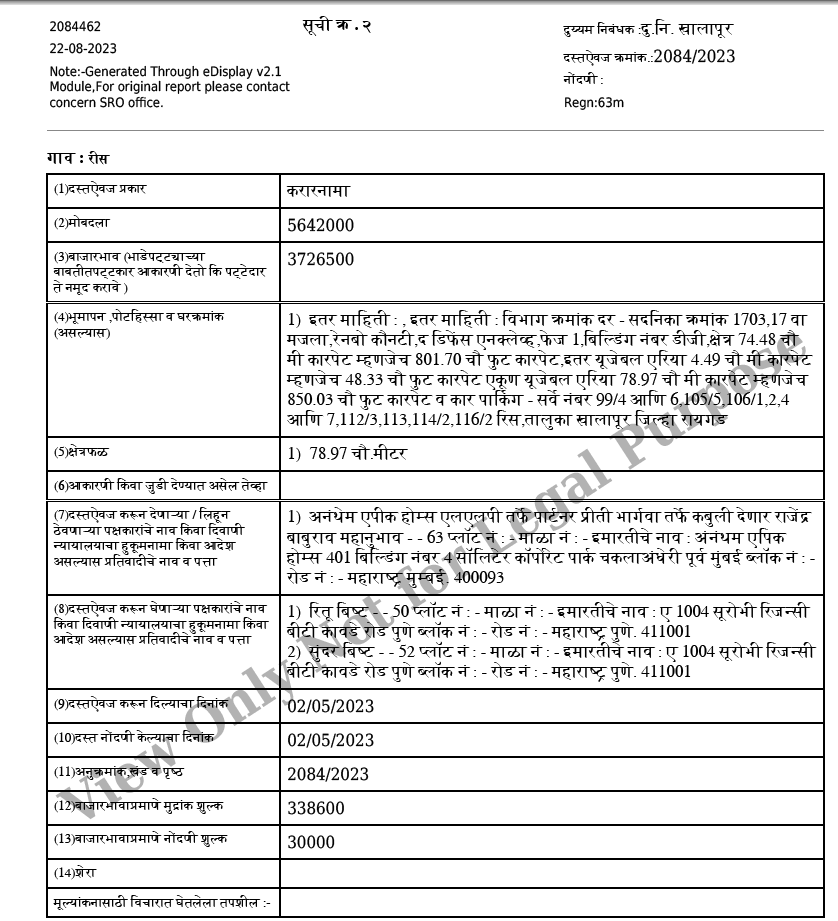 2084462
सूची क्र.२
दुय्यम निबंधक :दु.नि. खालापूर
22-08-2023
दस्तऐवज क्रमांक.:2084/2023
Note:-Generated Through eDisplay v2.1
Module,For original report please contact
concern SRO office.
नोंदणी :
Regn:63m
गाव : रीस
(1)दस्तऐवज प्रकार
करारनामा
(2)मोबदला
5642000
(3)बाजारभाव (भाडेपट्टयाच्या
बाबतीतपट्टकार आकारणी देतो कि पट्टेदार
ते नमूद करावे )
3726500
(4)भूमापन ,पोटहिस्सा व घरक्रमांक
(असल्यास)
1) इतर माहिती : , इतर माहिती : विभाग क्रमांक दर - सदनिका क्रमांक 1703,17 वा
मजला,रेनबो कौनटी,द डिफेंस एनक्लेव्ह,फेज 1,बिल्डिंग नंबर डीजी,क्षेत्र 74.48 चौ
मी कारपेट म्हणजेच 801.70 चौ फुट कारपेट,इतर यूजेबल एरिया 4.49 चौ मी कारपेट
म्हणजेच 48.33 चौ फुट कारपेट एकूण यूजेबल एरिया 78.97 चौ मी कारपेट म्हणजेच
850.03 चौ फुट कारपेट व कार पार्किंग - सर्वे नंबर 99/4 आणि 6,105/5,106/1,2,4
आणि 7,112/3,113,114/2,116/2 रिस,तालुका खालापूर जिल्हा रायगड
(5)क्षेत्रफळ
1) 78.97 चौ.मीटर
(6)आकारणी किंवा जुडी देण्यात असेल तेव्हा
(7)दस्तऐवज करून देणाऱ्या / लिहून
ठेवणाऱ्या पक्षकारांचे नाव किंवा दिवाणी
न्यायालयाचा हुकूमनामा किंवा आदेश
असल्यास प्रतिवादीचे नाव व पत्ता
1) अनंथेम एपीक होम्स एलएलपी तर्फे पार्टनर प्रीती भार्गवा तर्फे कबुली देणार राजेंद्र
बाबुराव महानुभाव - - 63 प्लॉट नं : - माळा नं : - इमारतीचे नाव : अनंथेम एपिक
होम्स 401 बिल्डिंग नंबर 4 सॉलिटेर कॉर्पोरेट पार्क चकलाअंधेरी पूर्व मुंबई ब्लॉक नं : -
रोड नं : - महाराष्ट्र मुम्बई. 400093
(8)दस्तऐवज करून घेणाऱ्या पक्षकारांचे नाव
किंवा दिवाणी न्यायालयाचा हुकूमनामा किंवा
आदेश असल्यास प्रतिवादीचे नाव व पत्ता
1) रितू बिष्ट - - 50 प्लॉट नं : - माळा नं : - इमारतीचे नाव : ए 1004 सूरोभी रिजन्सी
बीटी कावडे रोड पुणे ब्लॉक नं : - रोड नं : - महाराष्ट्र पुणे. 411001
2) सुंदर बिष्ट - - 52 प्लॉट नं : - माळा नं : - इमारतीचे नाव : ए 1004 सूरोभी रिजन्सी
बीटी कावडे रोड पुणे ब्लॉक नं : - रोड नं : - महाराष्ट्र पुणे. 411001
(9)दस्तऐवज करून दिल्याचा दिनांक
02/05/2023
(10)दस्त नोंदणी केल्याचा दिनांक
02/05/2023
(11)अनुक्रमांक,खंड व पृष्ठ
2084/2023
(12)बाजारभावाप्रमाणे मुद्रांक शुल्क
338600
(13)बाजारभावाप्रमाणे नोंदणी शुल्क
30000
(14)शेरा
मूल्यांकनासाठी विचारात घेतलेला तपशील :-
View Only Not for Legal Purpose